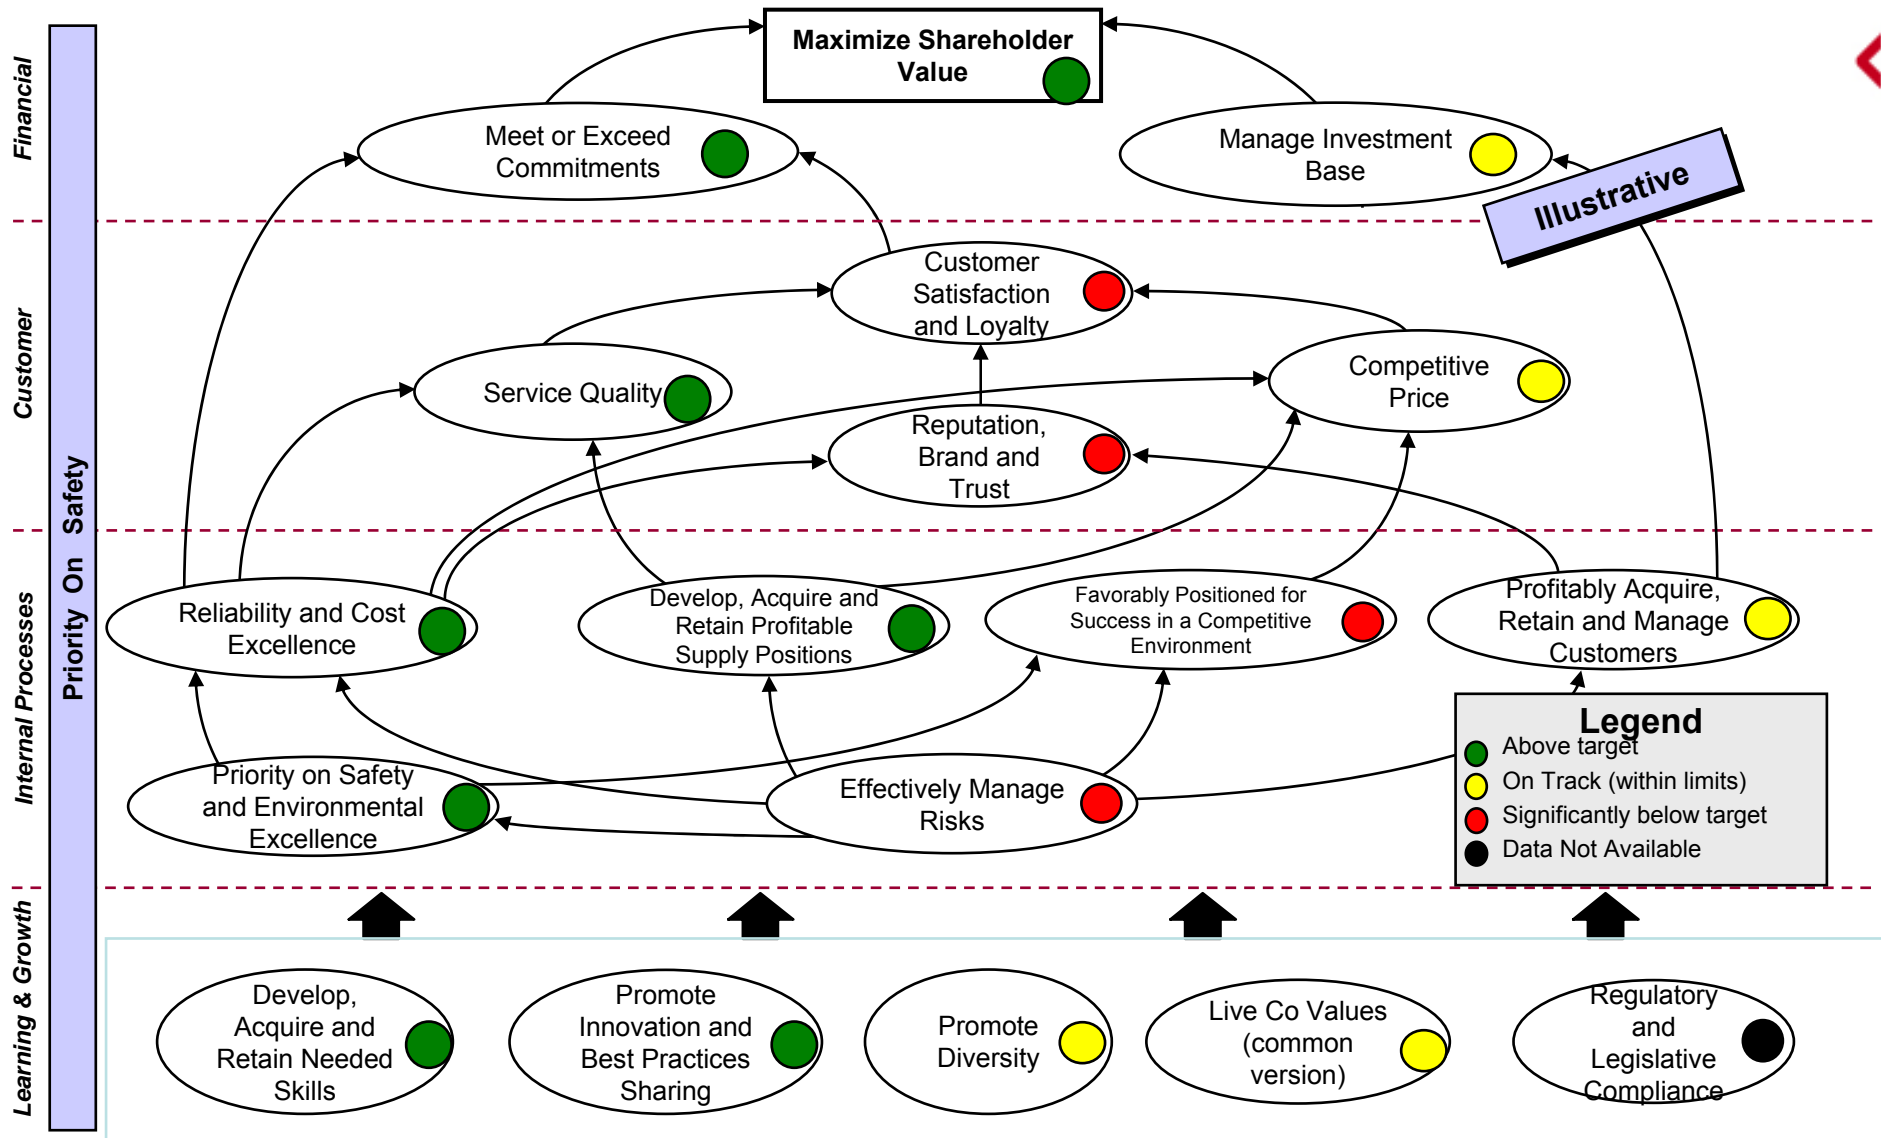 Maximize Shareholder
Value
Financial
Meet or Exceed
Commitments
Manage Investment
Base
Illustrative
Customer
Customer
Satisfaction
and Loyalty
Service Quality
Competitive
Price
Reputation,
Brand and
Trust
Priority On Safety
Internal Processes
Reliability and Cost
Excellence
Develop, Acquire and
Retain Profitable
Supply Positions
Favorably Positioned for
Success in a Competitive
Environment
Profitably Acquire,
Retain and Manage
Customers
Priority on Safety
and Environmental
Excellence
Effectively Manage
Risks
Legend
Above target
On Track (within limits)
Significantly below target
Data Not Available
Learning & Growth
Develop,
Acquire and
Retain Needed
Skills
Promote
Innovation and
Best Practices
Sharing
Promote
Diversity
Live Co Values
(common
version)
Regulatory
and
Legislative
Compliance